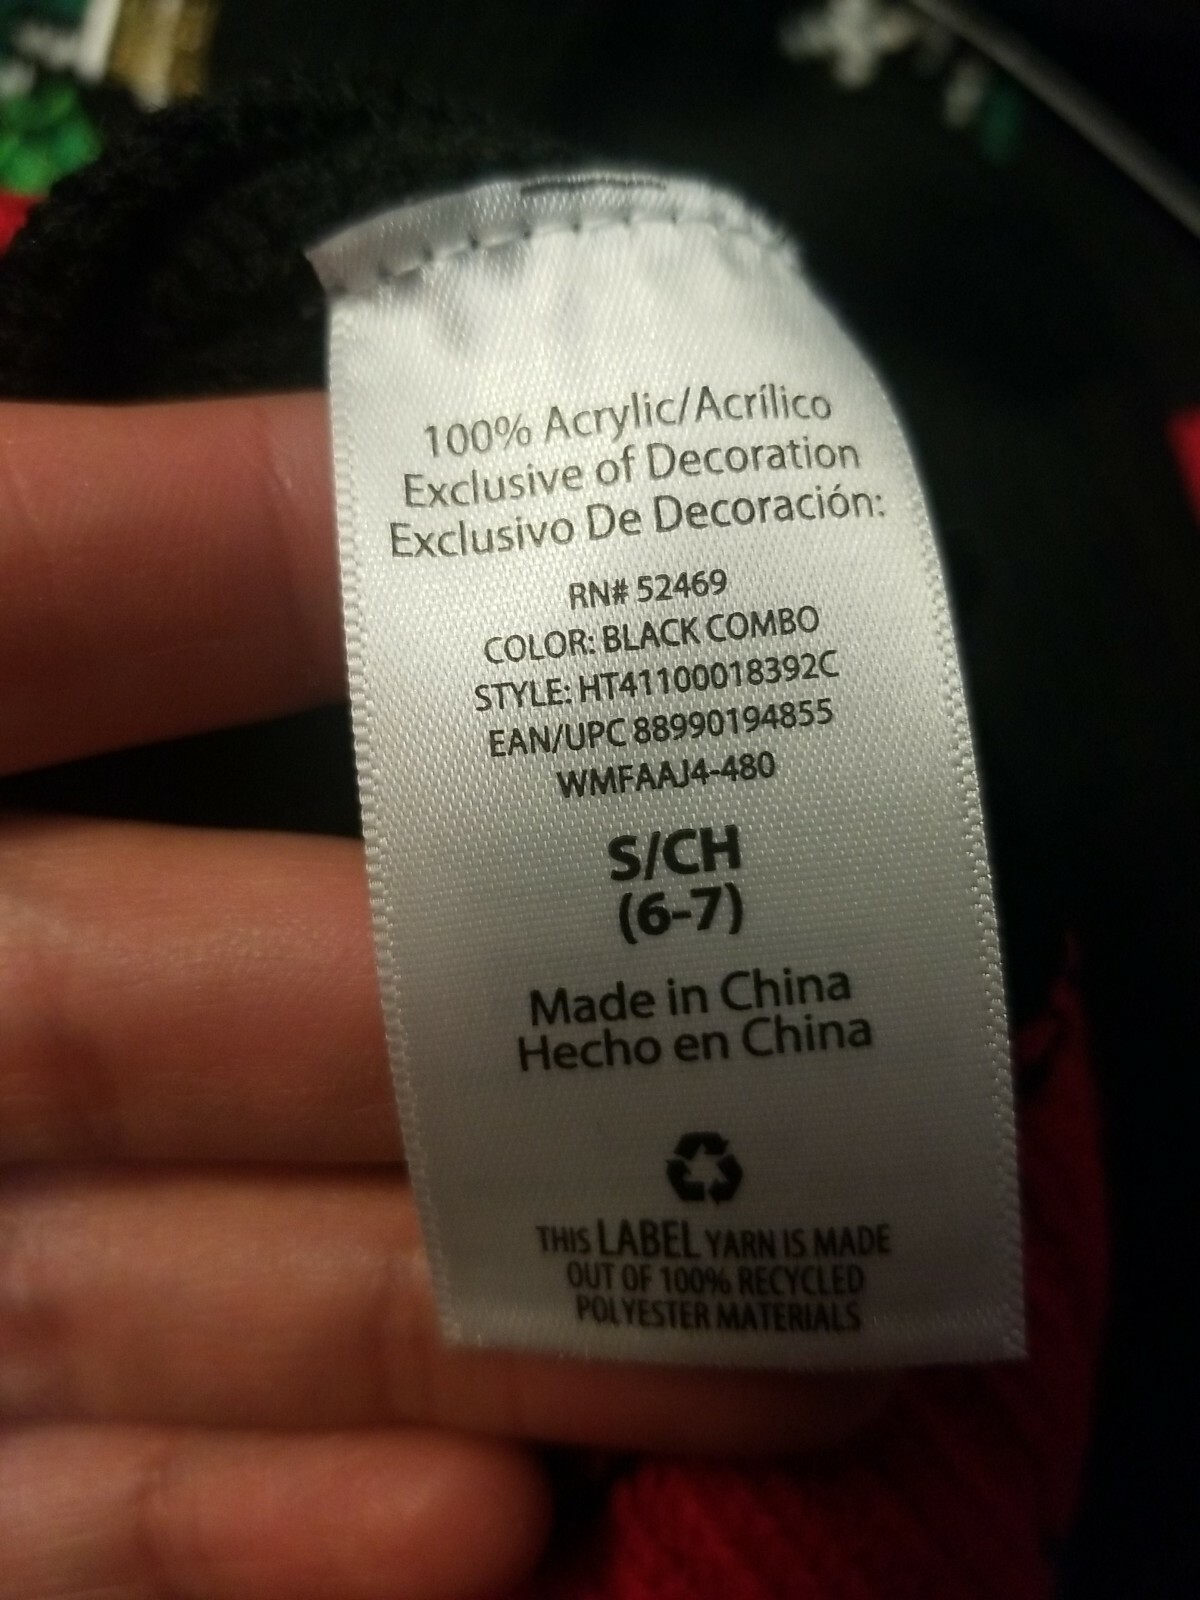 100% Acrylic/Acrílico
Exclusive of Decoration
Exclusivo De Decoración:
RN# 52469
COLOR: BLACK COMBO
STYLE: HT41100018392C
EAN/UPC 88990194855
WMFAAJ4-480
S/CH
(6-7)
Made in China
Hecho en China
THIS LABEL YARN IS MADE
OUT OF 100% RECYCLED
POLYESTER MATERIALS